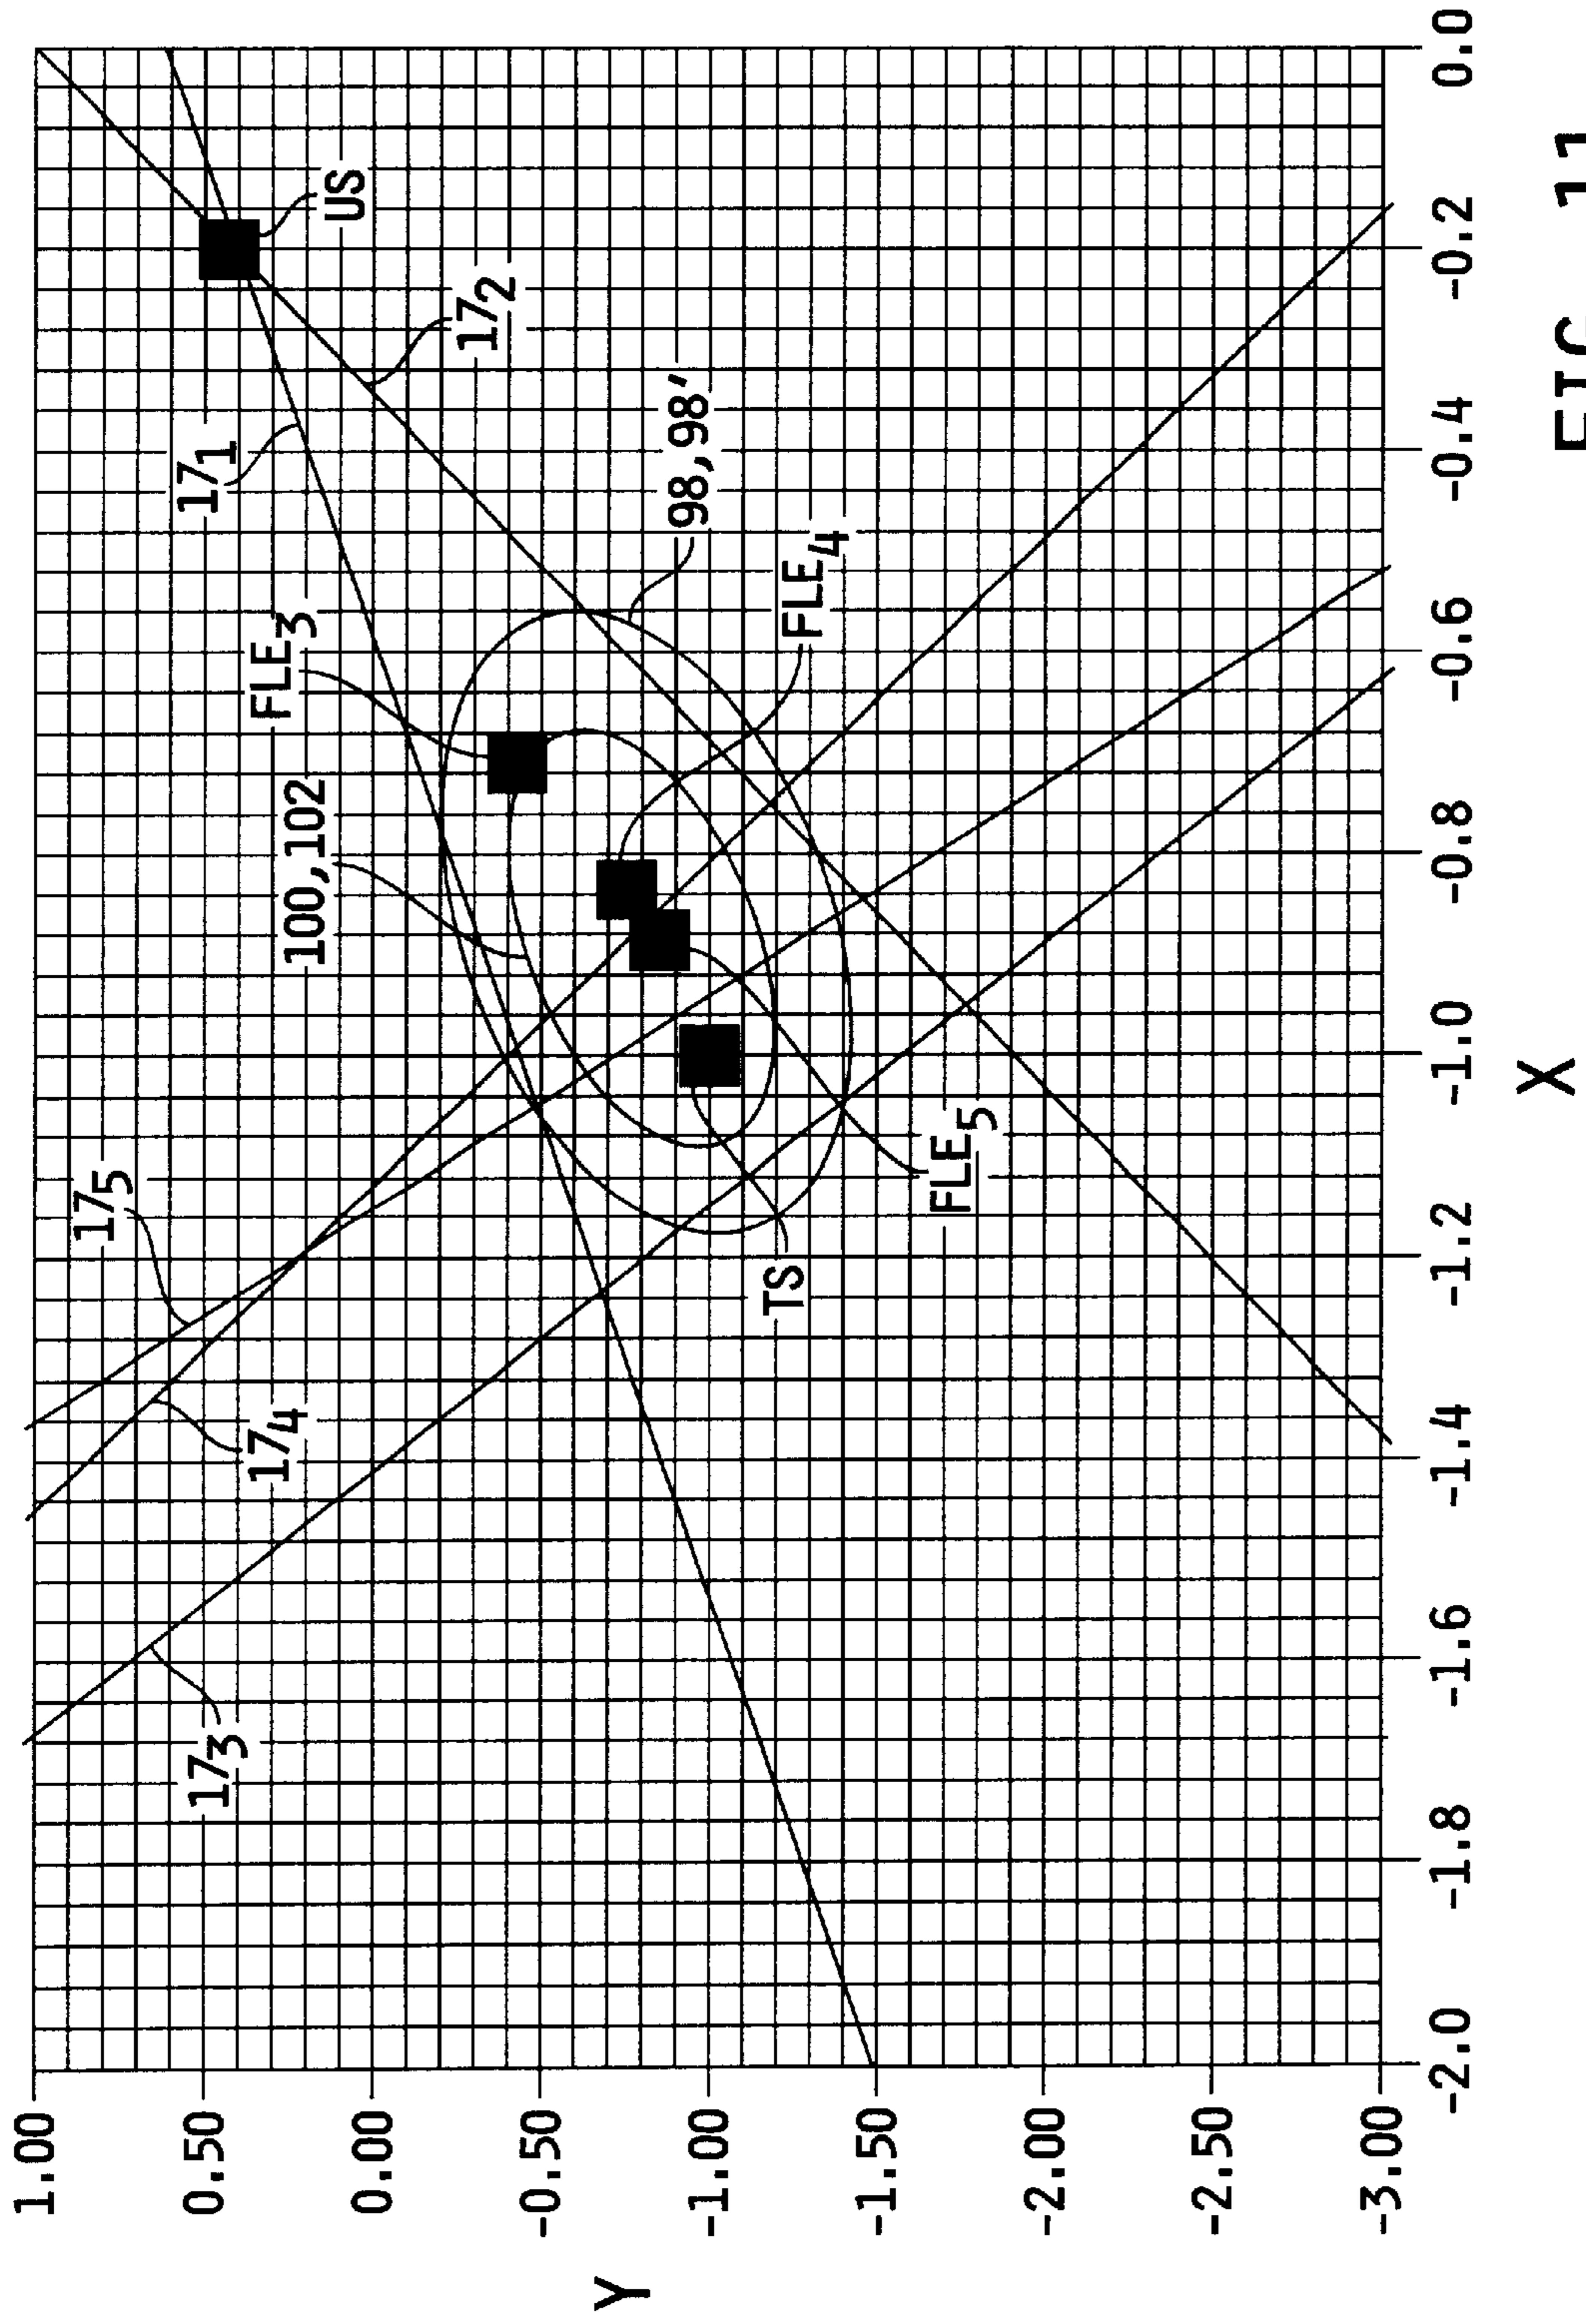 1.00
0.50
0.00
-0.50
-1.00
-1.50
-2.00
-2.50
-3.00
Y
17₃
17₄
17₅
100,102
FLE₃
17₁
US
17₂
98,98'
FLE₄
TS
FLE₅
-2.0 -1.8 -1.6 -1.4 -1.2 -1.0 -0.8 -0.6 -0.4 -0.2 0.0
X
FIG 11